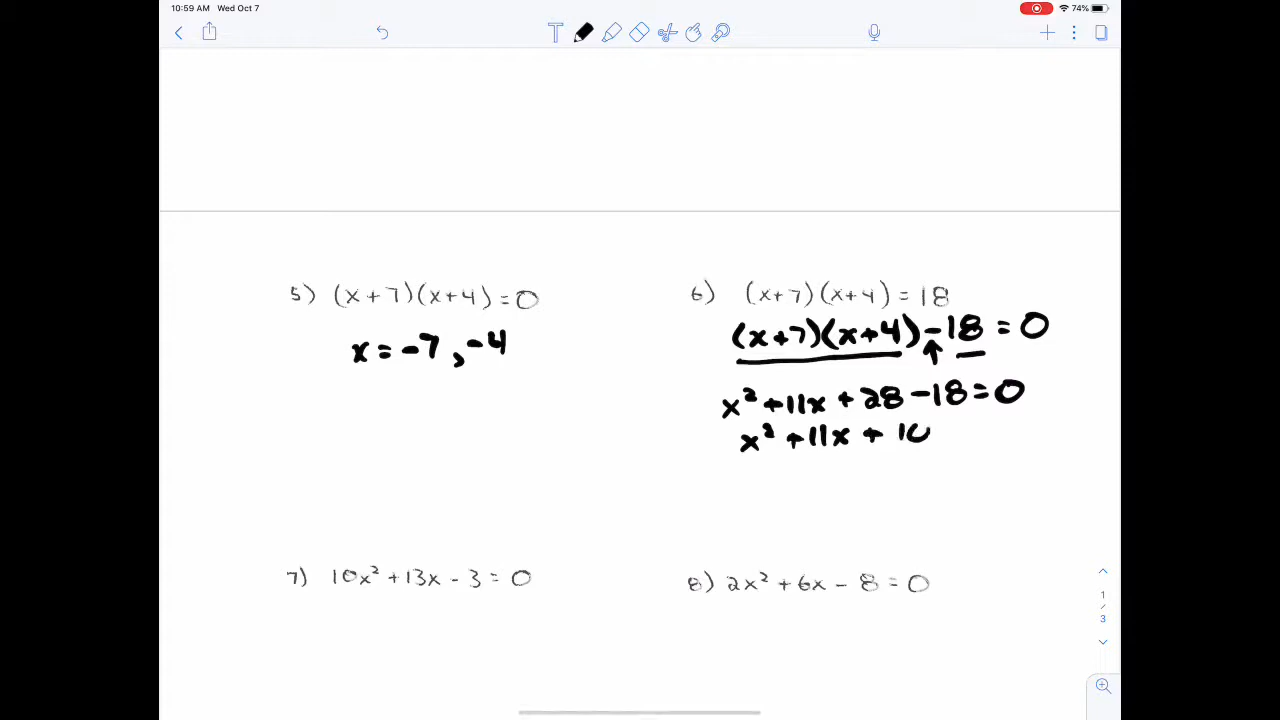 10:59 AM Wed Oct 7
74%
T
5) (x+7)(x+4)=0
x = -7, -4
6) (x+7)(x+4) = 18
(x+7)(x+4) - 18 = 0
x² + 11x + 28 - 18 = 0
x² + 11x + 10
7) 10x² + 13x - 3 = 0
8) 2x² + 6x - 8 = 0
1
/
3